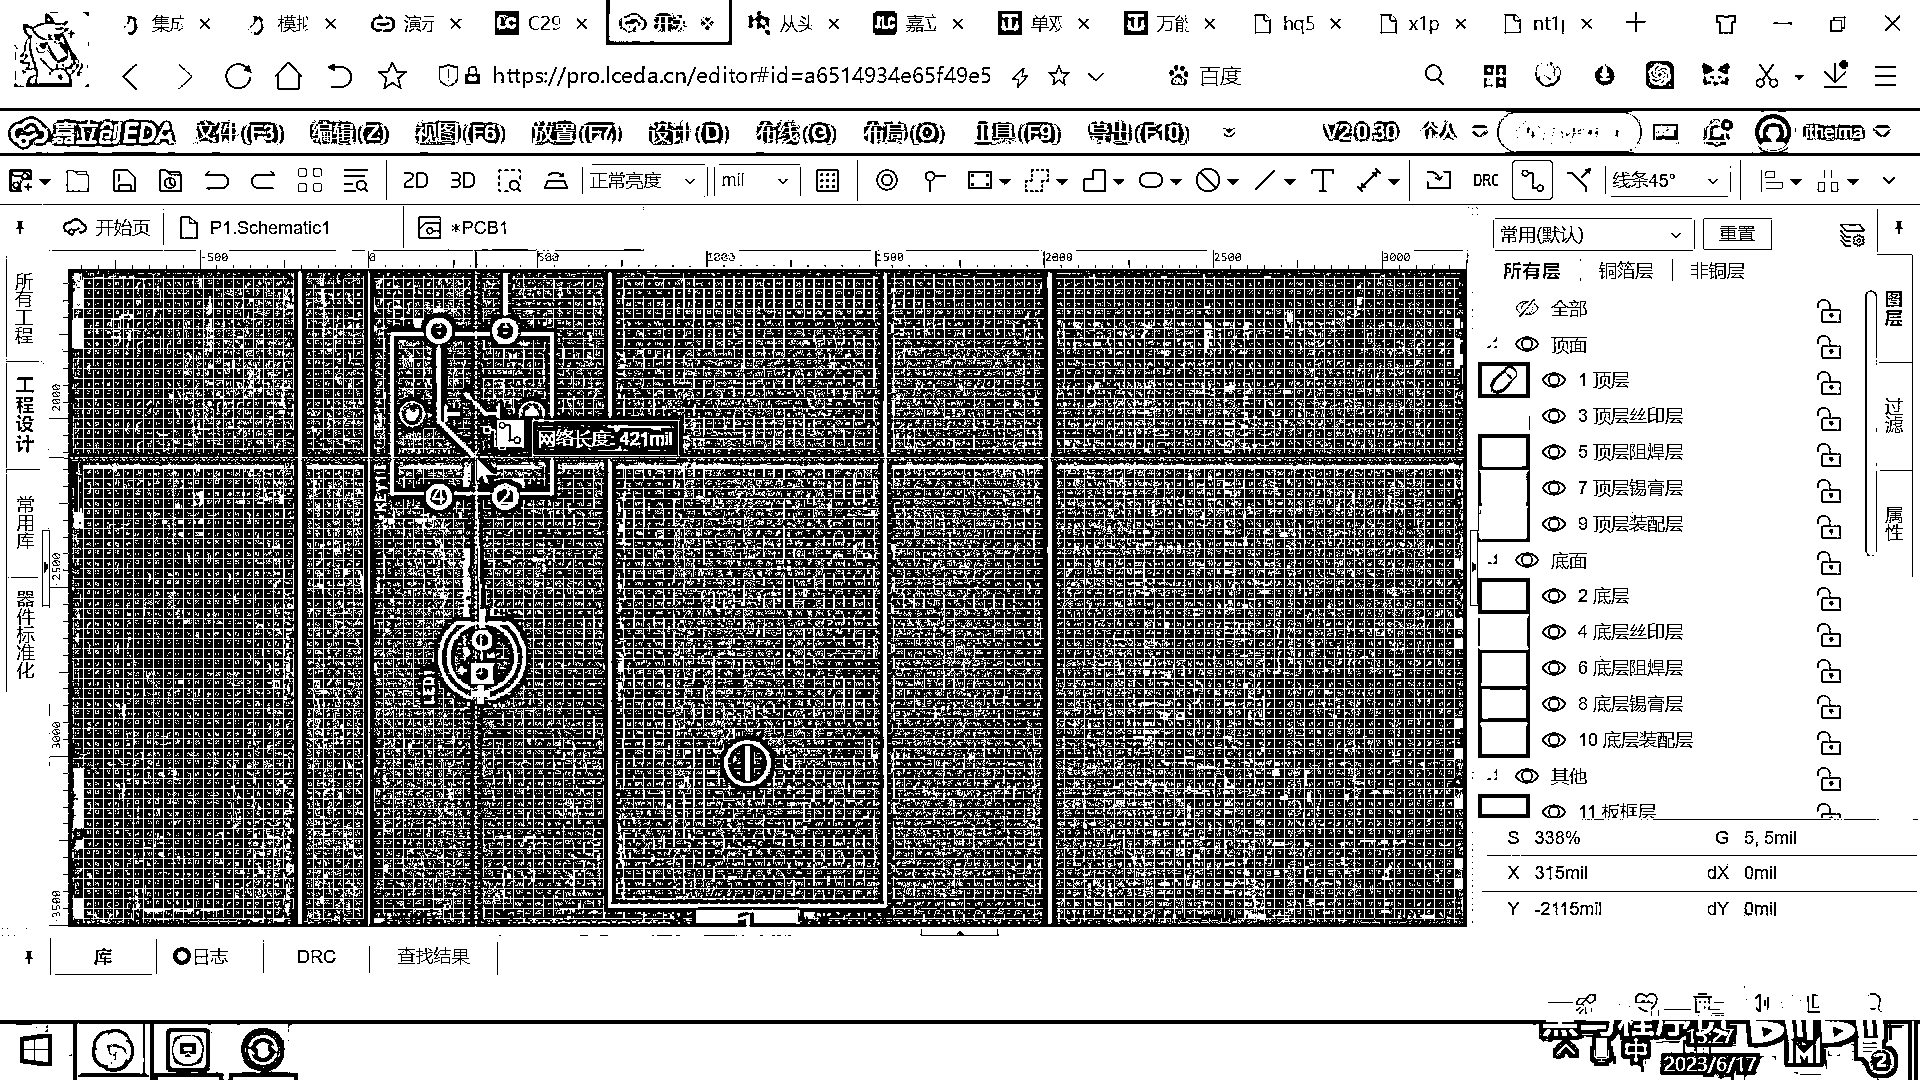 集成 模拟 演示 C29 从头 嘉立 单双 万能 hq5 x1p nt1j
https://pro.lceda.cn/editor#id=a6514934e65f49e5 百度
嘉立创EDA 文件(F3) 编辑(Z) 视图(F6) 放置(F7) 设计(D) 布线(G) 布局(O) 工具(F9) 导出(F10) V2.0.30 个人 itheima
2D 3D 正常亮度 mil DRC 线条45°
开始页 P1.Schematic1 *PCB1
常用(默认) 重置
所有层 铜箔层 非铜层
-500 0 500 1000 1500 2000 2500 3000
所有工程
工程设计
常用库
器件标准化
网络长度: 421mil
4 2
LED1
1
全部
顶面
1 顶层
3 顶层丝印层
5 顶层阻焊层
7 顶层锡膏层
9 顶层装配层
底面
2 底层
4 底层丝印层
6 底层阻焊层
8 底层锡膏层
10 底层装配层
其他
11 板框层
图层
过滤
属性
S 338% G 5, 5mil
X 315mil dX 0mil
Y -2115mil dY 0mil
库 日志 DRC 查找结果
中
2023/6/17
2